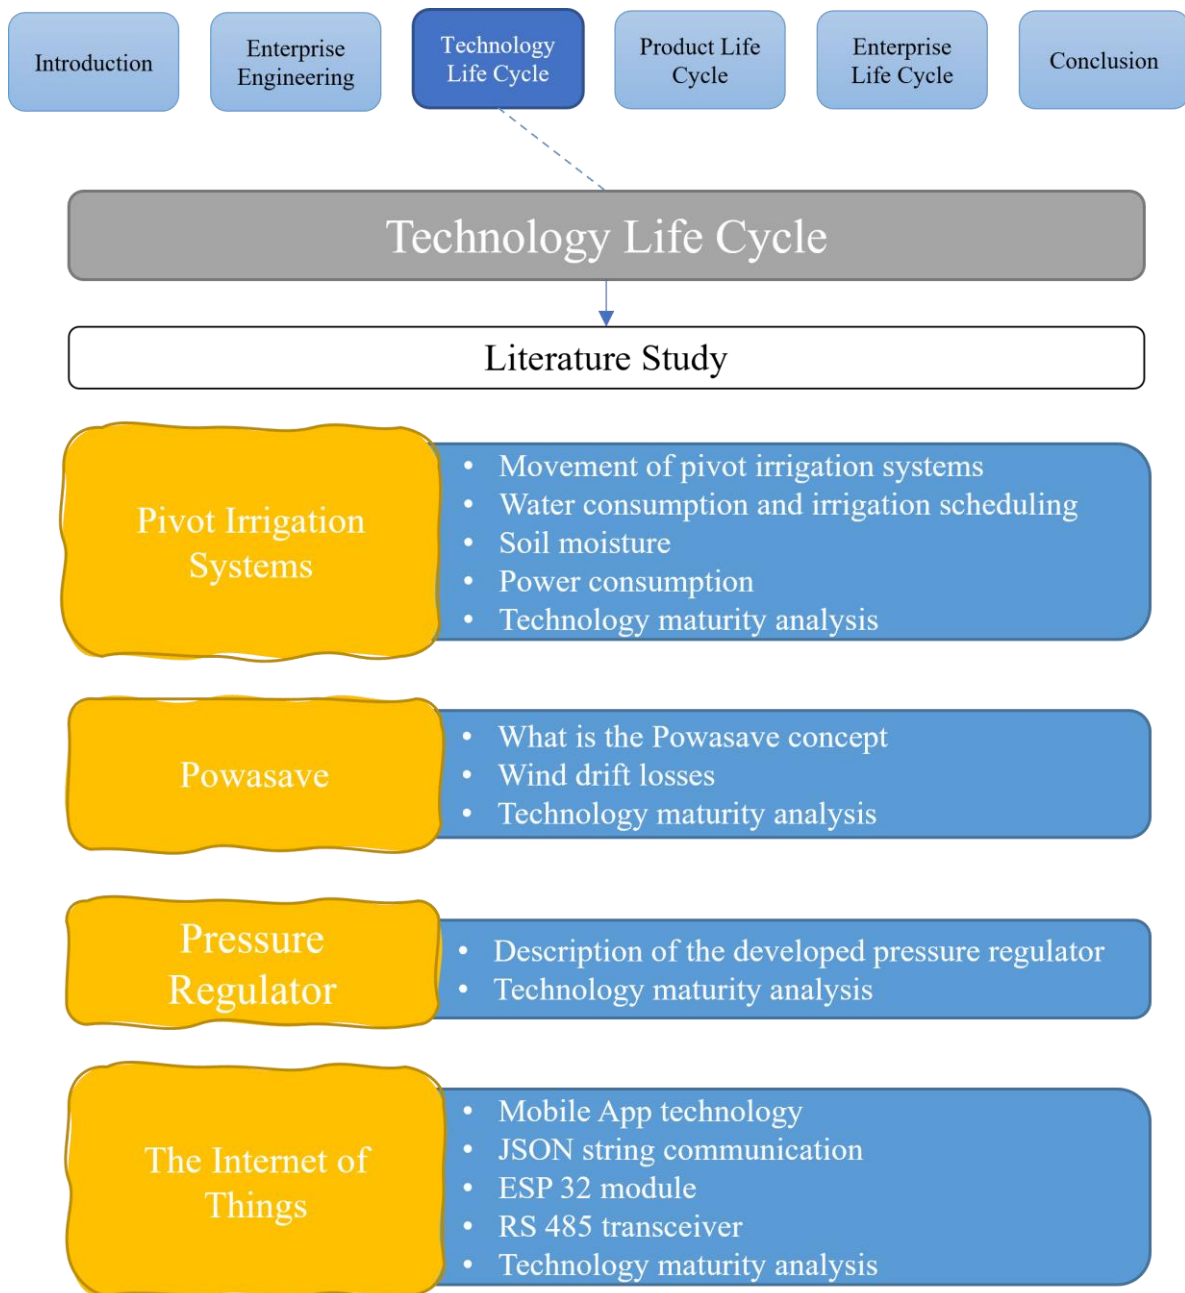 Introduction
Enterprise
Engineering
Technology
Life Cycle
Product Life
Cycle
Enterprise
Life Cycle
Conclusion
Technology Life Cycle
Literature Study
Pivot Irrigation
Systems
• Movement of pivot irrigation systems
• Water consumption and irrigation scheduling
• Soil moisture
• Power consumption
• Technology maturity analysis
Powasave
• What is the Powasave concept
• Wind drift losses
• Technology maturity analysis
Pressure
Regulator
• Description of the developed pressure regulator
• Technology maturity analysis
The Internet of
Things
• Mobile App technology
• JSON string communication
• ESP 32 module
• RS 485 transceiver
• Technology maturity analysis